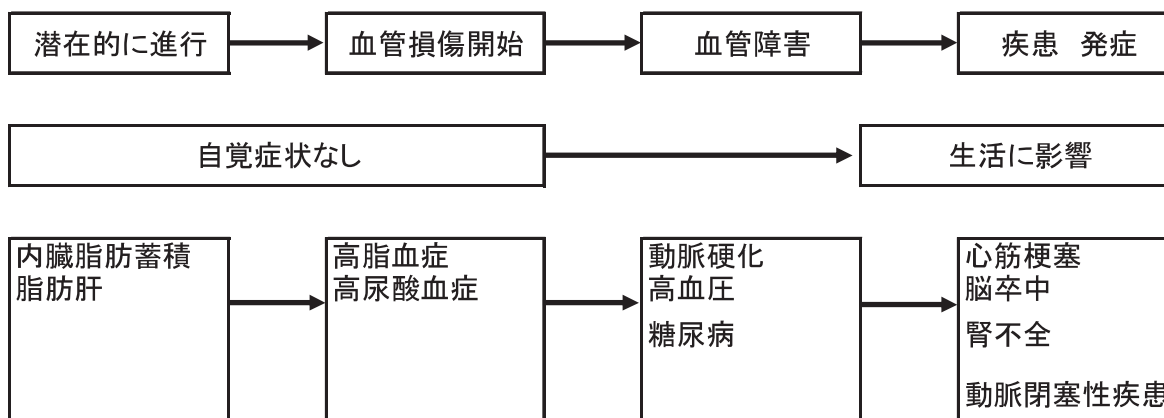 潜在的に進行
血管損傷開始
血管障害
疾患　発症
自覚症状なし
生活に影響
内臓脂肪蓄積
脂肪肝
高脂血症
高尿酸血症
動脈硬化
高血圧
糖尿病
心筋梗塞
脳卒中
腎不全
動脈閉塞性疾患